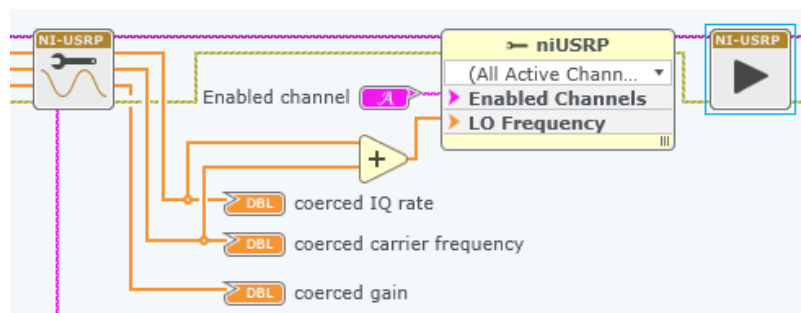 NI-USRP
niUSRP
NI-USRP
(All Active Chann...
Enabled channel
A
Enabled Channels
LO Frequency
+
DBL coerced IQ rate
DBL coerced carrier frequency
DBL coerced gain